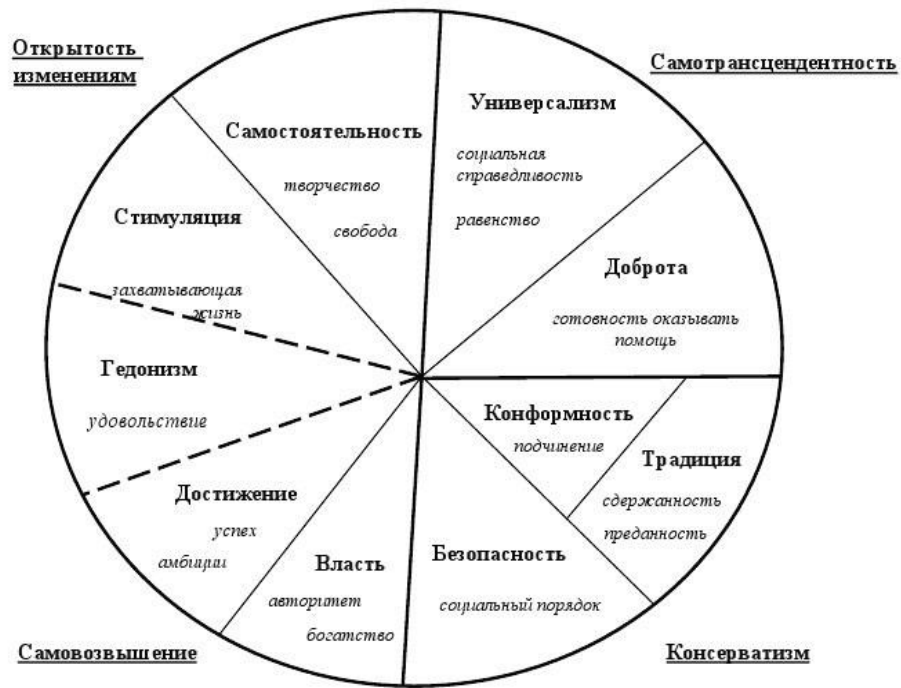 Открытость
изменениям
Самотрансцендентность
Универсализм
Самостоятельность
социальная
справедливость
творчество
равенство
Стимуляция
свобода
Доброта
захватывающая
жизнь
готовность оказывать
помощь
Гедонизм
удовольствие
Конформность
подчинение
Традиция
Достижение
сдержанность
успех
преданность
амбиции
Власть
Безопасность
авторитет
социальный порядок
богатство
Самовозвышение
Консерватизм